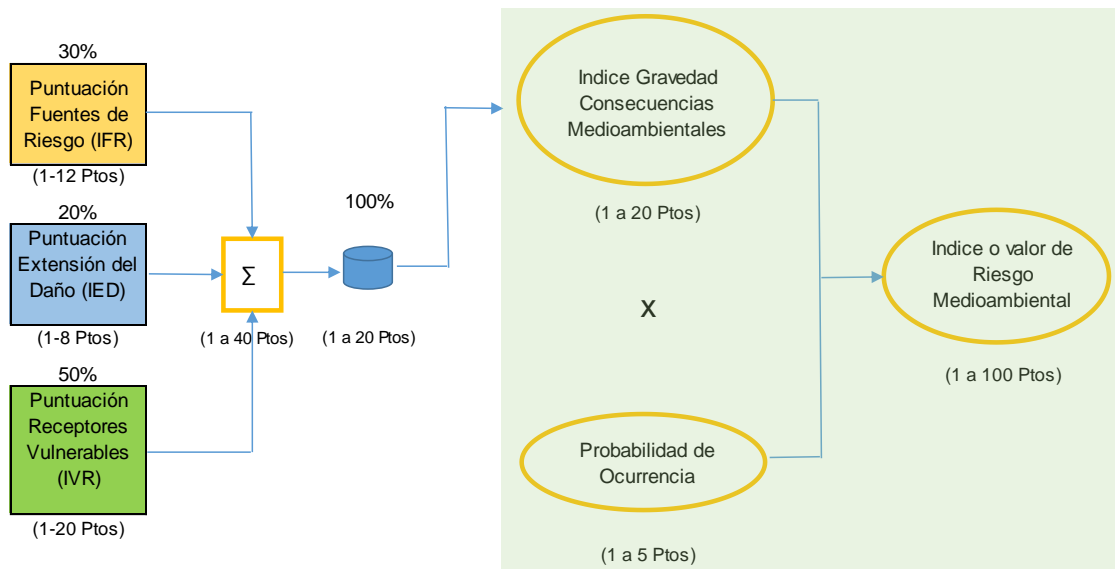 30%
Puntuación
Fuentes de
Riesgo (IFR)
(1-12 Ptos)
20%
Puntuación
Extensión del
Daño (IED)
(1-8 Ptos)
50%
Puntuación
Receptores
Vulnerables
(IVR)
(1-20 Ptos)
Σ
(1 a 40 Ptos)
100%
(1 a 20 Ptos)
Indice Gravedad
Consecuencias
Medioambientales
(1 a 20 Ptos)
X
Probabilidad de
Ocurrencia
(1 a 5 Ptos)
Indice o valor de
Riesgo
Medioambiental
(1 a 100 Ptos)